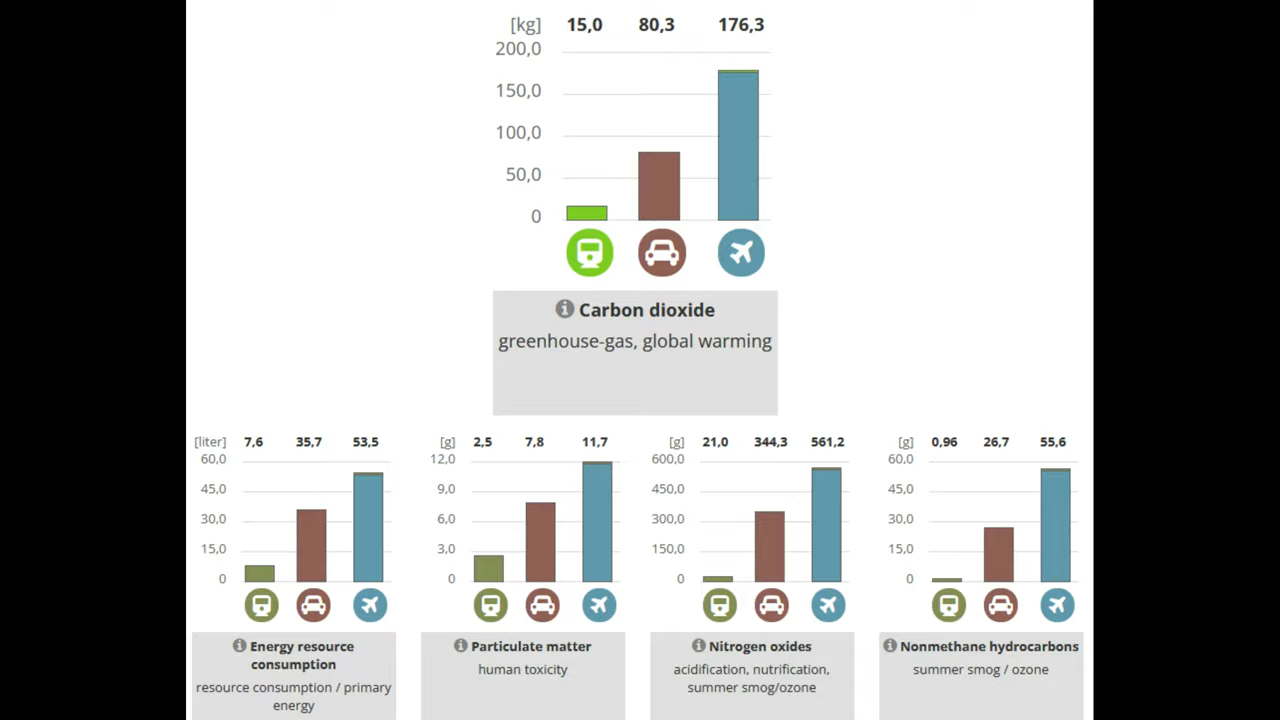 [kg] 15,0 80,3 176,3
200,0
150,0
100,0
50,0
0
Carbon dioxide
greenhouse-gas, global warming
[liter] 7,6 35,7 53,5
60,0
45,0
30,0
15,0
0
Energy resource
consumption
resource consumption / primary
energy
[g] 2,5 7,8 11,7
12,0
9,0
6,0
3,0
0
Particulate matter
human toxicity
[g] 21,0 344,3 561,2
600,0
450,0
300,0
150,0
0
Nitrogen oxides
acidification, nutrification,
summer smog/ozone
[g] 0,96 26,7 55,6
60,0
45,0
30,0
15,0
0
Nonmethane hydrocarbons
summer smog / ozone